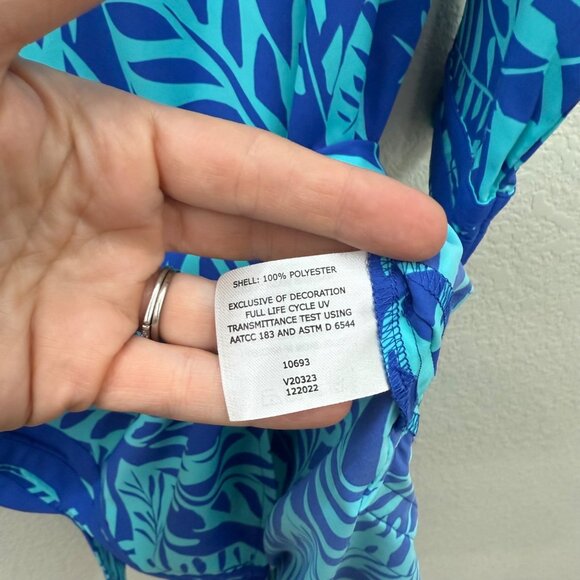 SHELL: 100% POLYESTER
EXCLUSIVE OF DECORATION
FULL LIFE CYCLE UV
TRANSMITTANCE TEST USING
AATCC 183 AND ASTM D 6544
10693
V20323
122022